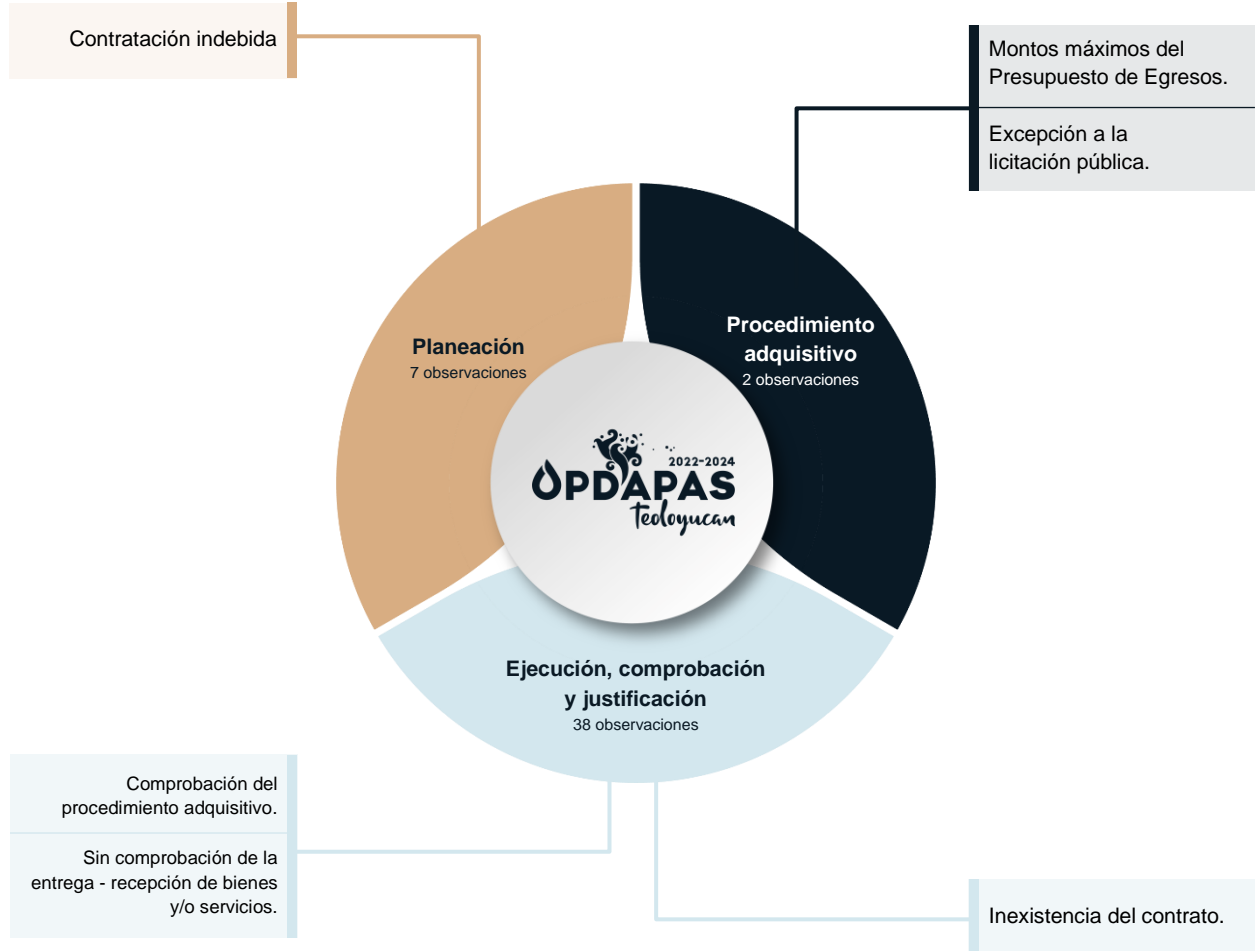 Contratación indebida
Montos máximos del
Presupuesto de Egresos.
Excepción a la
licitación pública.
Planeación
7 observaciones
Procedimiento
adquisitivo
2 observaciones
2022-2024
OPDAPAS
Teoloyucan
Ejecución, comprobación
y justificación
38 observaciones
Comprobación del
procedimiento adquisitivo.
Sin comprobación de la
entrega - recepción de bienes
y/o servicios.
Inexistencia del contrato.